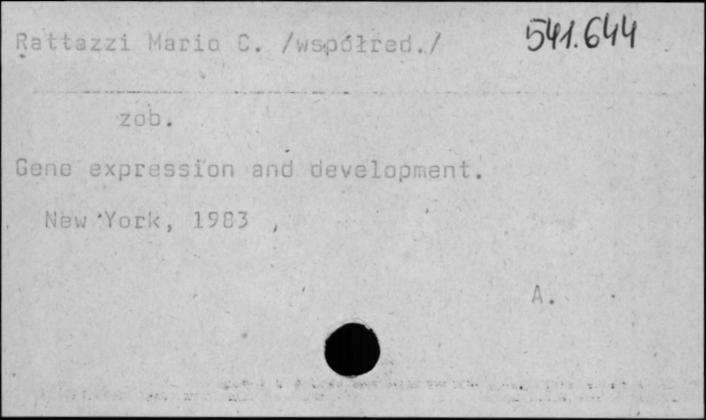 Rattazzi Mario C. /współred./ 541.644
zob.
Gene expression and development.
New York, 1983 ,
A.